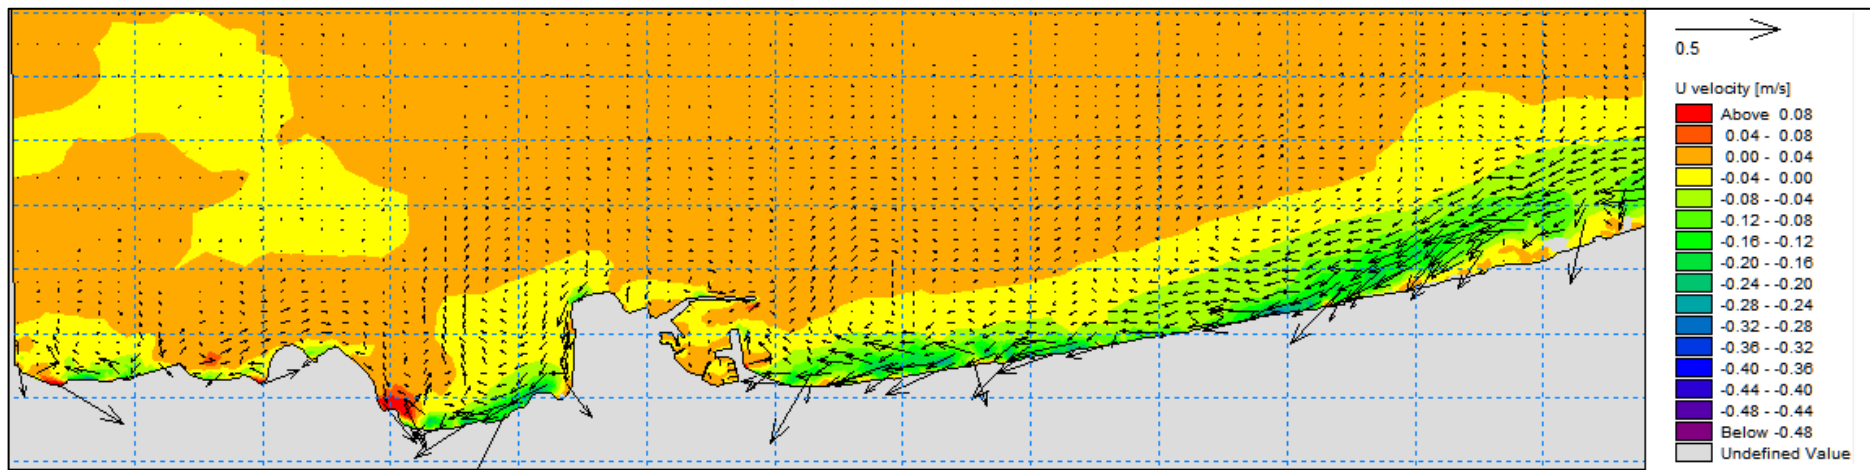 0.5
U velocity [m/s]
Above 0.08
0.04 - 0.08
0.00 - 0.04
-0.04 - 0.00
-0.08 - -0.04
-0.12 - -0.08
-0.16 - -0.12
-0.20 - -0.16
-0.24 - -0.20
-0.28 - -0.24
-0.32 - -0.28
-0.36 - -0.32
-0.40 - -0.36
-0.44 - -0.40
-0.48 - -0.44
Below -0.48
Undefined Value